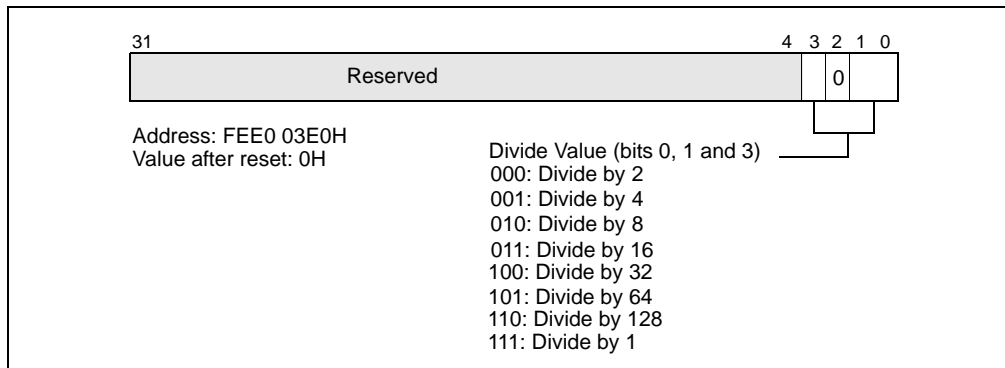 31 4 3 2 1 0
Reserved 0
Address: FEE0 03E0H
Value after reset: 0H
Divide Value (bits 0, 1 and 3)
000: Divide by 2
001: Divide by 4
010: Divide by 8
011: Divide by 16
100: Divide by 32
101: Divide by 64
110: Divide by 128
111: Divide by 1